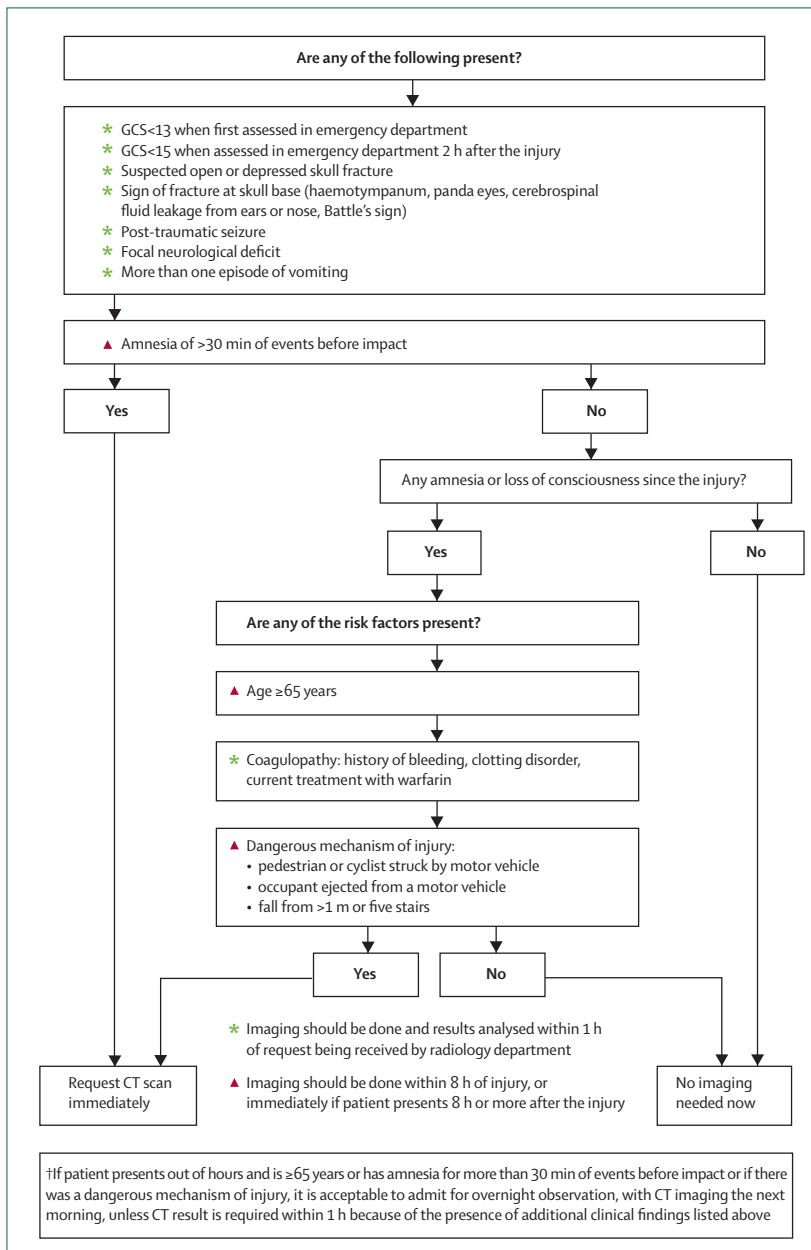 Are any of the following present?
* GCS<13 when first assessed in emergency department
* GCS<15 when assessed in emergency department 2 h after the injury
* Suspected open or depressed skull fracture
* Sign of fracture at skull base (haemotympanum, panda eyes, cerebrospinal
fluid leakage from ears or nose, Battle's sign)
* Post-traumatic seizure
* Focal neurological deficit
* More than one episode of vomiting
▲ Amnesia of >30 min of events before impact
Yes
No
Any amnesia or loss of consciousness since the injury?
Yes
No
Are any of the risk factors present?
▲ Age ≥65 years
* Coagulopathy: history of bleeding, clotting disorder,
current treatment with warfarin
▲ Dangerous mechanism of injury:
• pedestrian or cyclist struck by motor vehicle
• occupant ejected from a motor vehicle
• fall from >1 m or five stairs
Yes
No
* Imaging should be done and results analysed within 1 h
of request being received by radiology department
▲ Imaging should be done within 8 h of injury, or
immediately if patient presents 8 h or more after the injury
Request CT scan
immediately
No imaging
needed now
†If patient presents out of hours and is ≥65 years or has amnesia for more than 30 min of events before impact or if there
was a dangerous mechanism of injury, it is acceptable to admit for overnight observation, with CT imaging the next
morning, unless CT result is required within 1 h because of the presence of additional clinical findings listed above